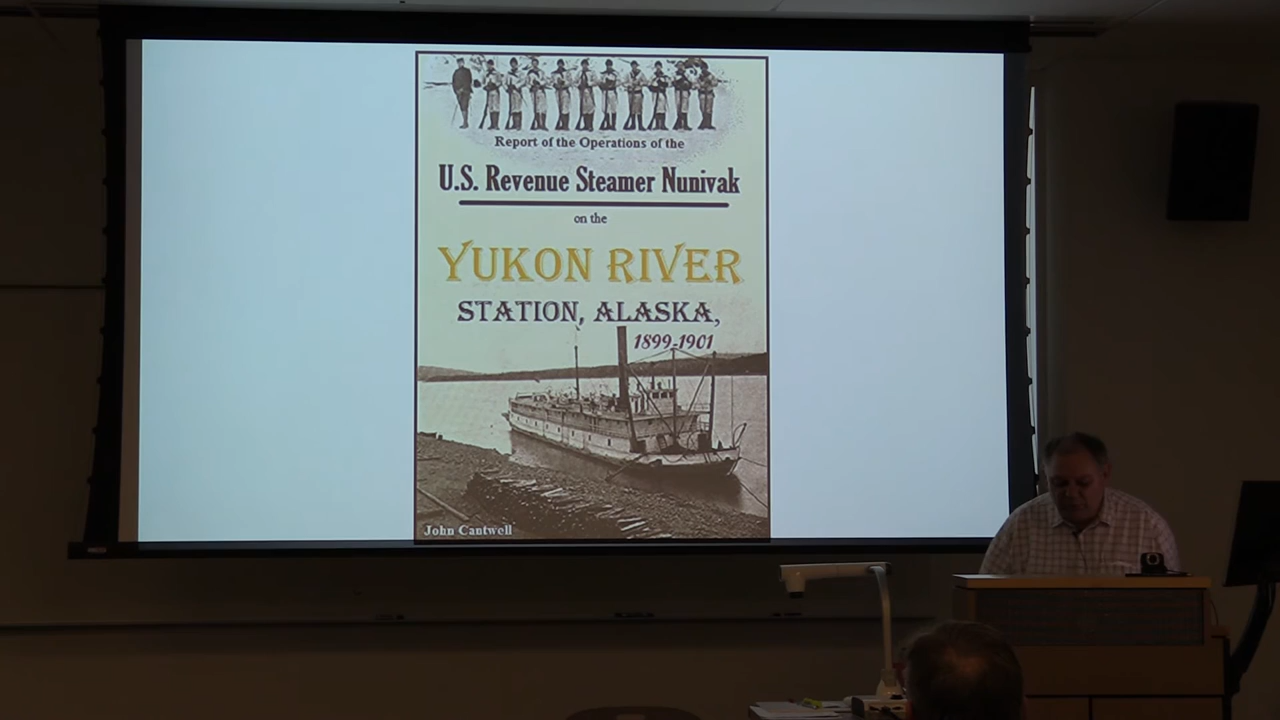 Report of the Operations of the
U.S. Revenue Steamer Nunivak
on the
YUKON RIVER
STATION, ALASKA,
1899-1901
John Cantwell